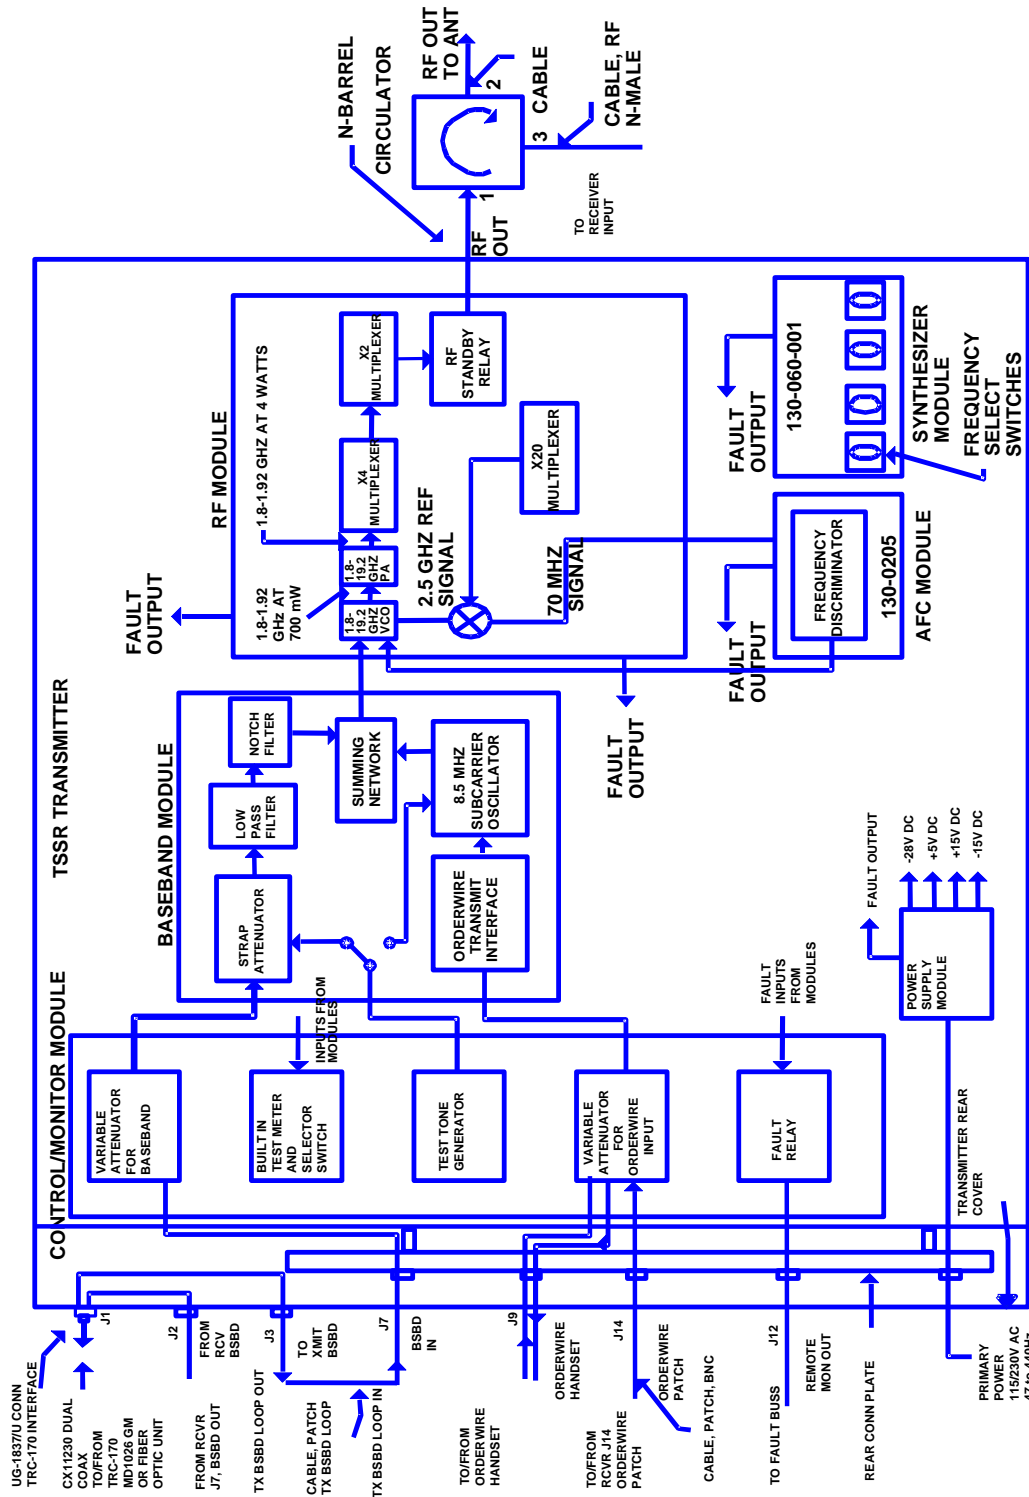 TSSR TRANSMITTER
CONTROL/MONITOR MODULE
UG-1837/U CONN
TRC-170 INTERFACE
CX11230 DUAL
COAX
TO/FROM
TRC-170
MD1026 GM
OR FIBER
OPTIC UNIT
FROM RCVR
J7, BSBD OUT
TX BSBD LOOP OUT
CABLE, PATCH
TX BSBD LOOP
TX BSBD LOOP IN
TO/FROM
ORDERWIRE
HANDSET
TO/FROM
RCVR J14
ORDERWIRE
PATCH
CABLE, PATCH, BNC
TO FAULT BUSS
REAR CONN PLATE
PRIMARY
POWER
115/230V AC
47 to 440Hz
J1
J2
FROM
RCV
BSBD
J3
TO
XMIT
BSBD
J7
BSBD
IN
J9
ORDERWIRE
HANDSET
J14
ORDERWIRE
PATCH
J12
REMOTE
MON OUT
TRANSMITTER REAR
COVER
VARIABLE
ATTENUATOR
FOR
BASEBAND
BUILT IN
TEST METER
AND
SELECTOR
SWITCH
INPUTS FROM
MODULES
TEST TONE
GENERATOR
VARIABLE
ATTENUATOR
FOR
ORDERWIRE
INPUT
FAULT
RELAY
FAULT
INPUTS
FROM
MODULES
POWER
SUPPLY
MODULE
FAULT OUTPUT
-28V DC
+5V DC
+15V DC
-15V DC
BASEBAND MODULE
STRAP
ATTENUATOR
LOW
PASS
FILTER
NOTCH
FILTER
SUMMING
NETWORK
8.5 MHZ
SUBCARRIER
OSCILLATOR
ORDERWIRE
TRANSMIT
INTERFACE
FAULT
OUTPUT
RF MODULE
1.8-1.92
GHz AT
700 mW
1.8-1.92 GHZ AT 4 WATTS
1.8-
19.2
GHZ
VCO
1.8-
19.2
GHZ
PA
X4
MULTIPLEXER
X2
MULTIPLEXER
RF
STANDBY
RELAY
X20
MULTIPLEXER
2.5 GHZ REF
SIGNAL
70 MHZ
SIGNAL
FAULT
OUTPUT
FAULT
OUTPUT
FREQUENCY
DISCRIMINATOR
130-0205
AFC MODULE
FAULT
OUTPUT
130-060-001
SYNTHESIZER
MODULE
FREQUENCY
SELECT
SWITCHES
RF
OUT
N-BARREL
CIRCULATOR
1
2
3
RF OUT
TO ANT
CABLE
CABLE, RF
N-MALE
TO
RECEIVER
INPUT